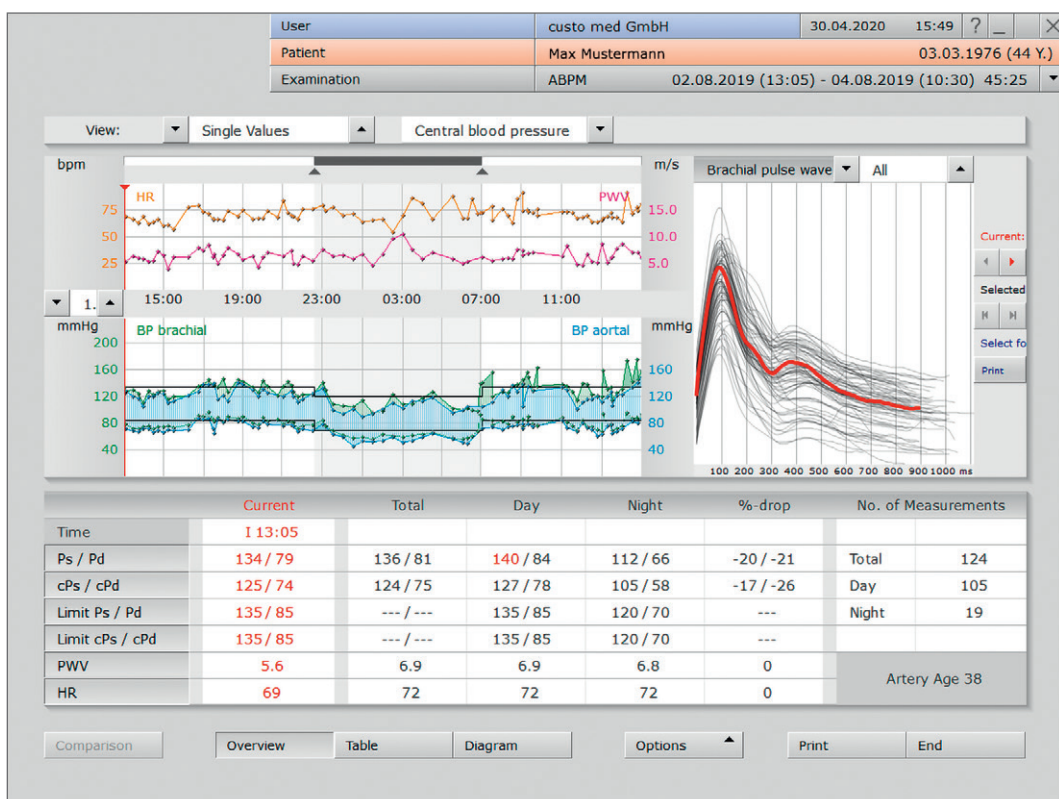 User custo med GmbH 30.04.2020 15:49 ? _ X
Patient Max Mustermann 03.03.1976 (44 Y.)
Examination ABPM 02.08.2019 (13:05) - 04.08.2019 (10:30) 45:25
View: Single Values Central blood pressure
bpm m/s
HR PWV
75 15.0
50 10.0
25 5.0
1. 15:00 19:00 23:00 03:00 07:00 11:00
mmHg mmHg
BP brachial BP aortal
200
160 160
120 120
80 80
40 40
Brachial pulse wave All
100 200 300 400 500 600 700 800 900 1000 ms
Current:
Selected
Select fo
Print
Current Total Day Night %-drop No. of Measurements
Time I 13:05
Ps / Pd 134 / 79 136 / 81 140 / 84 112 / 66 -20 / -21 Total 124
cPs / cPd 125 / 74 124 / 75 127 / 78 105 / 58 -17 / -26 Day 105
Limit Ps / Pd 135 / 85 --- / --- 135 / 85 120 / 70 --- Night 19
Limit cPs / cPd 135 / 85 --- / --- 135 / 85 120 / 70 ---
PWV 5.6 6.9 6.9 6.8 0
HR 69 72 72 72 0
Artery Age 38
Comparison Overview Table Diagram Options Print End